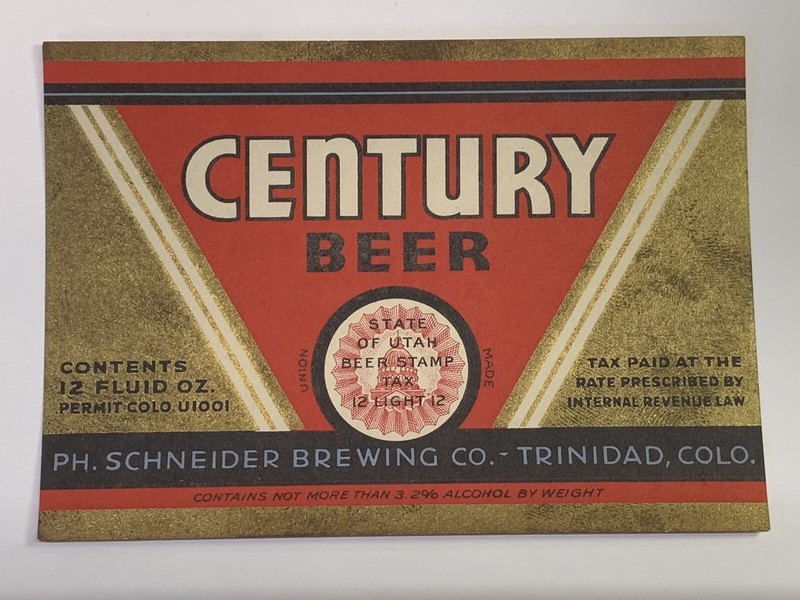 CENTURY
BEER
STATE
OF UTAH
BEER STAMP
TAX
12 LIGHT 12
UNION
MADE
CONTENTS
12 FLUID OZ.
PERMIT COLO U1001
TAX PAID AT THE
RATE PRESCRIBED BY
INTERNAL REVENUE LAW
PH. SCHNEIDER BREWING CO. - TRINIDAD, COLO.
CONTAINS NOT MORE THAN 3.2% ALCOHOL BY WEIGHT